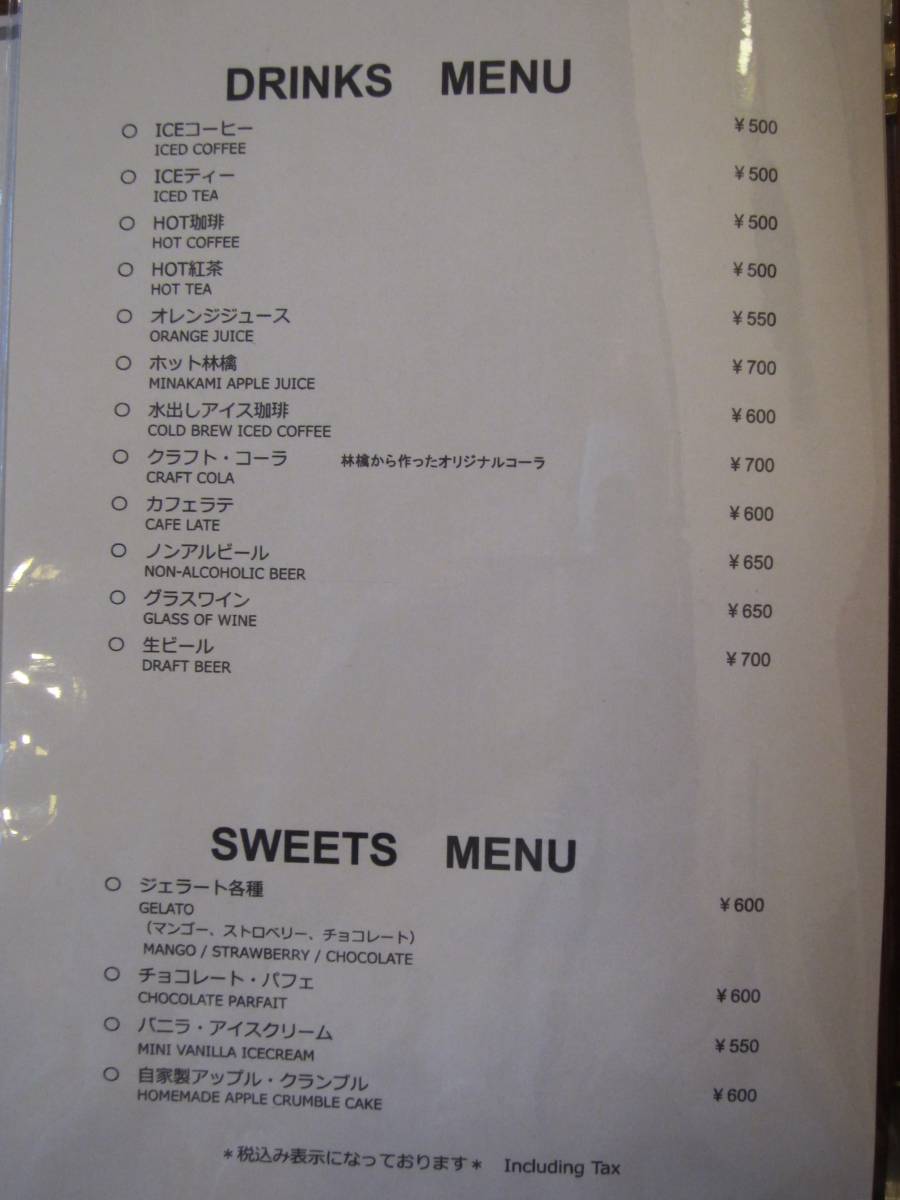 DRINKS MENU
○ ICEコーヒー ¥500
ICED COFFEE
○ ICEティー ¥500
ICED TEA
○ HOT珈琲 ¥500
HOT COFFEE
○ HOT紅茶 ¥500
HOT TEA
○ オレンジジュース ¥550
ORANGE JUICE
○ ホット林檎 ¥700
MINAKAMI APPLE JUICE
○ 水出しアイス珈琲 ¥600
COLD BREW ICED COFFEE
○ クラフト・コーラ 林檎から作ったオリジナルコーラ ¥700
CRAFT COLA
○ カフェラテ ¥600
CAFE LATE
○ ノンアルビール ¥650
NON-ALCOHOLIC BEER
○ グラスワイン ¥650
GLASS OF WINE
○ 生ビール ¥700
DRAFT BEER
SWEETS MENU
○ ジェラート各種 ¥600
GELATO
（マンゴー、ストロベリー、チョコレート）
MANGO / STRAWBERRY / CHOCOLATE
○ チョコレート・パフェ ¥600
CHOCOLATE PARFAIT
○ バニラ・アイスクリーム ¥550
MINI VANILLA ICECREAM
○ 自家製アップル・クランブル ¥600
HOMEMADE APPLE CRUMBLE CAKE
＊税込み表示になっております＊ Including Tax